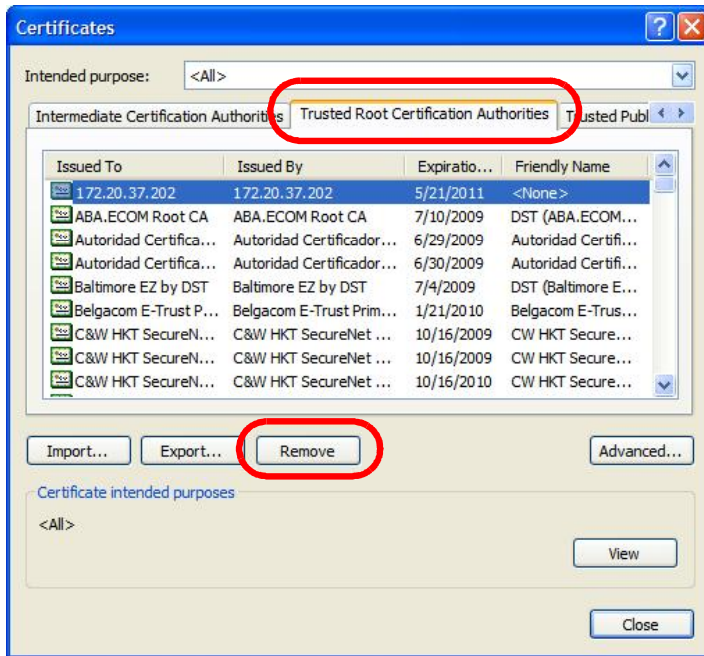 Certificates
Intended purpose: <All>
Intermediate Certification Authorities Trusted Root Certification Authorities Trusted Publ
Issued To Issued By Expiratio... Friendly Name
172.20.37.202 172.20.37.202 5/21/2011 <None>
ABA.ECOM Root CA ABA.ECOM Root CA 7/10/2009 DST (ABA.ECOM...
Autoridad Certifica... Autoridad Certificador... 6/29/2009 Autoridad Certifi...
Autoridad Certifica... Autoridad Certificador... 6/30/2009 Autoridad Certifi...
Baltimore EZ by DST Baltimore EZ by DST 7/4/2009 DST (Baltimore E...
Belgacom E-Trust P... Belgacom E-Trust Prim... 1/21/2010 Belgacom E-Trus...
C&W HKT SecureN... C&W HKT SecureNet ... 10/16/2009 CW HKT Secure...
C&W HKT SecureN... C&W HKT SecureNet ... 10/16/2009 CW HKT Secure...
C&W HKT SecureN... C&W HKT SecureNet ... 10/16/2010 CW HKT Secure...
Import... Export... Remove Advanced...
Certificate intended purposes
<All>
View
Close